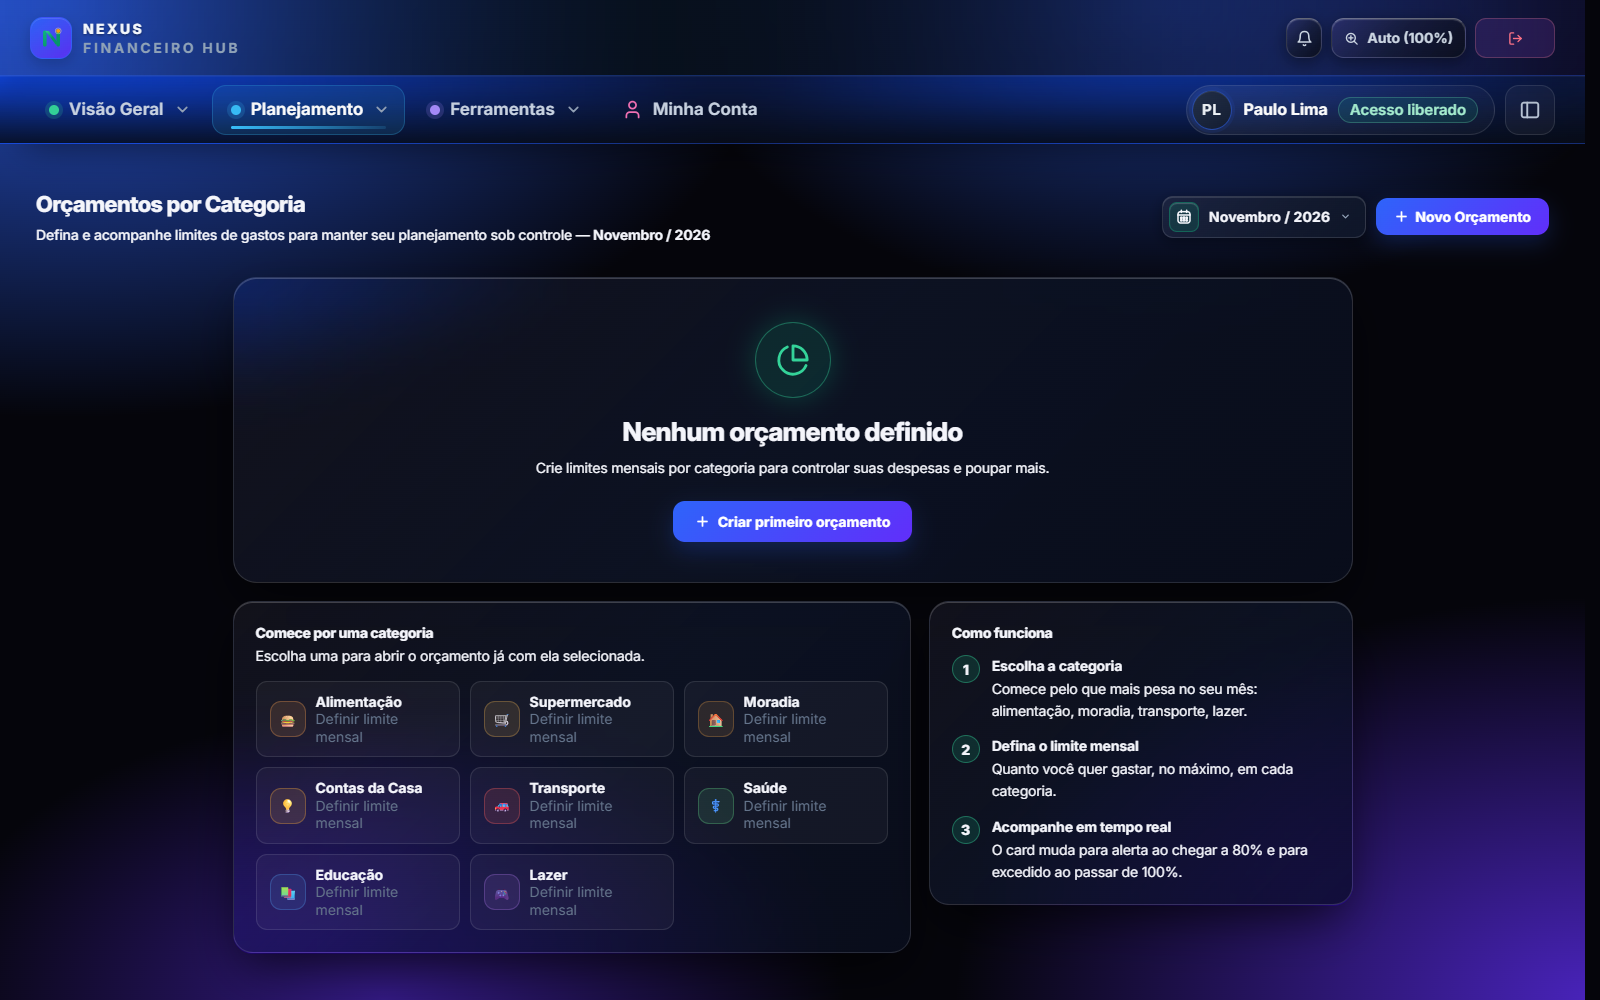 NEXUS
FINANCEIRO HUB
Auto (100%)
Visão Geral
Planejamento
Ferramentas
Minha Conta
PL
Paulo Lima
Acesso liberado
Orçamentos por Categoria
Defina e acompanhe limites de gastos para manter seu planejamento sob controle — Novembro / 2026
Novembro / 2026
+ Novo Orçamento
Nenhum orçamento definido
Crie limites mensais por categoria para controlar suas despesas e poupar mais.
+ Criar primeiro orçamento
Comece por uma categoria
Escolha uma para abrir o orçamento já com ela selecionada.
Alimentação
Definir limite
mensal
Supermercado
Definir limite
mensal
Moradia
Definir limite
mensal
Contas da Casa
Definir limite
mensal
Transporte
Definir limite
mensal
Saúde
Definir limite
mensal
Educação
Definir limite
mensal
Lazer
Definir limite
mensal
Como funciona
1
Escolha a categoria
Comece pelo que mais pesa no seu mês:
alimentação, moradia, transporte, lazer.
2
Defina o limite mensal
Quanto você quer gastar, no máximo, em cada
categoria.
3
Acompanhe em tempo real
O card muda para alerta ao chegar a 80% e para
excedido ao passar de 100%.